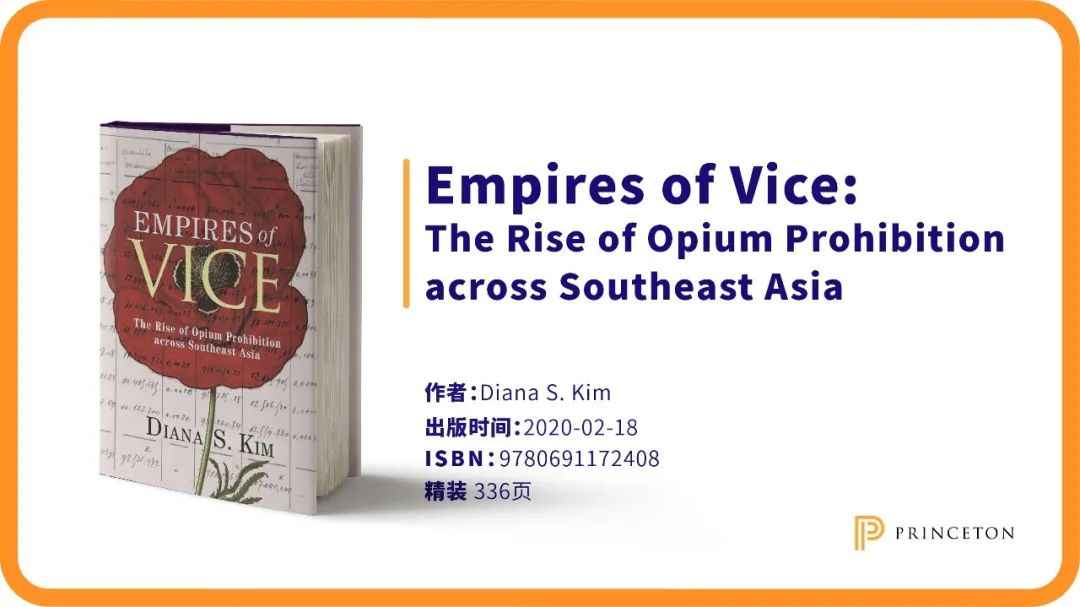 EMPIRES of
VICE
The Rise of Opium Prohibition
across Southeast Asia
DIANA S. KIM
Empires of Vice:
The Rise of Opium Prohibition
across Southeast Asia
作者:Diana S. Kim
出版时间:2020-02-18
ISBN:9780691172408
精装 336页
PRINCETON